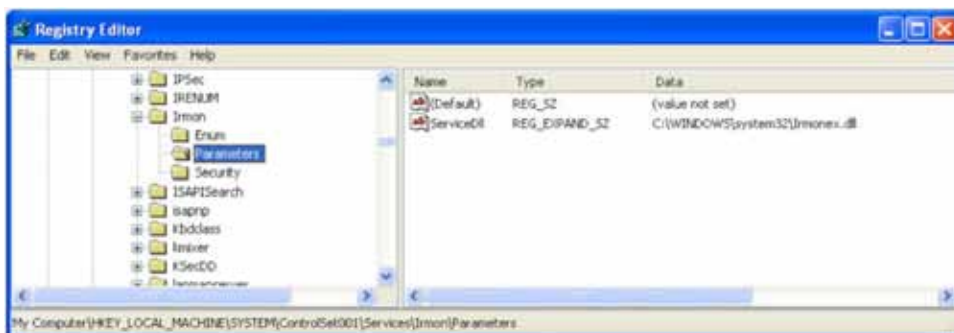 Registry Editor
File Edit View Favorites Help
IPSec
IRENUM
Irmon
Enum
Parameters
Security
ISAPISearch
isapnp
Kbdclass
kmixer
KSecDD
lanmanserver
Name Type Data
(Default) REG_SZ (value not set)
ServiceDll REG_EXPAND_SZ C:\WINDOWS\system32\Irmonex.dll
My Computer\HKEY_LOCAL_MACHINE\SYSTEM\ControlSet001\Services\Irmon\Parameters